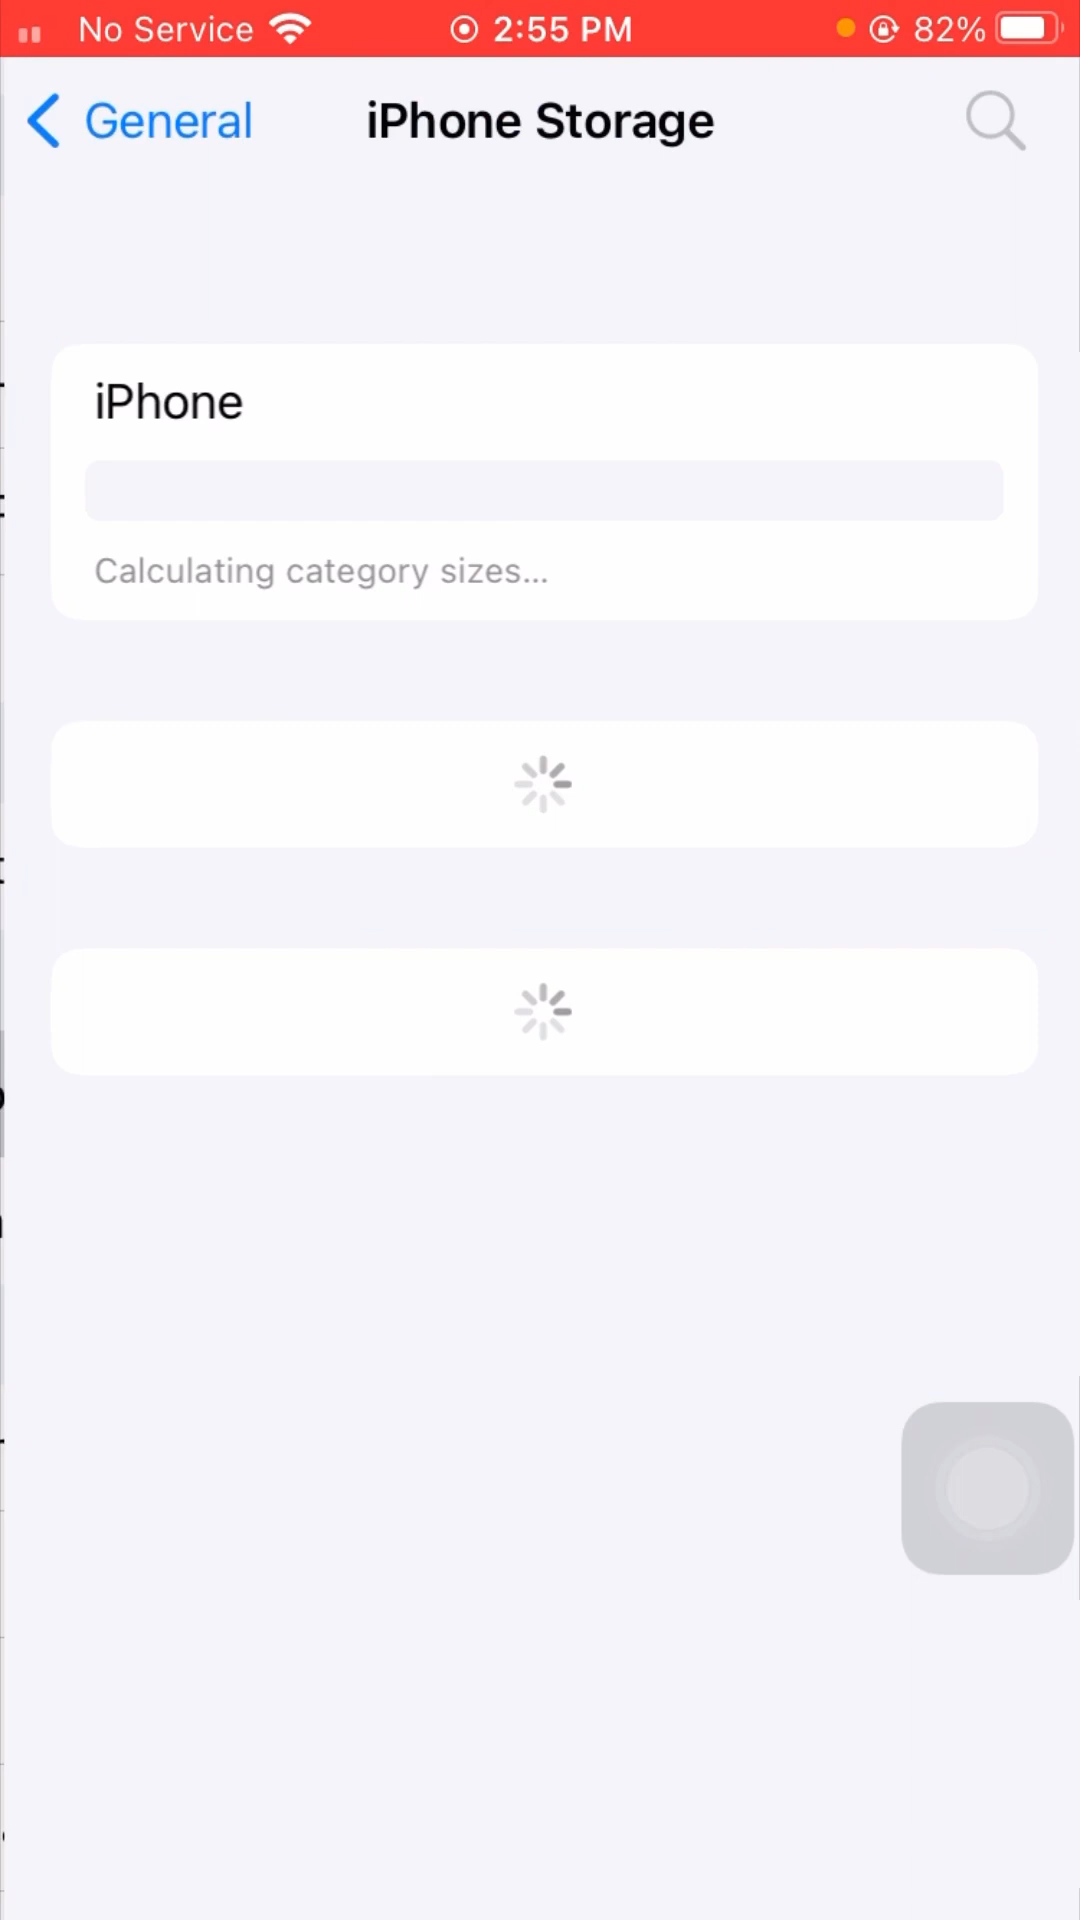 No Service 2:55 PM 82%
General iPhone Storage
iPhone
Calculating category sizes...